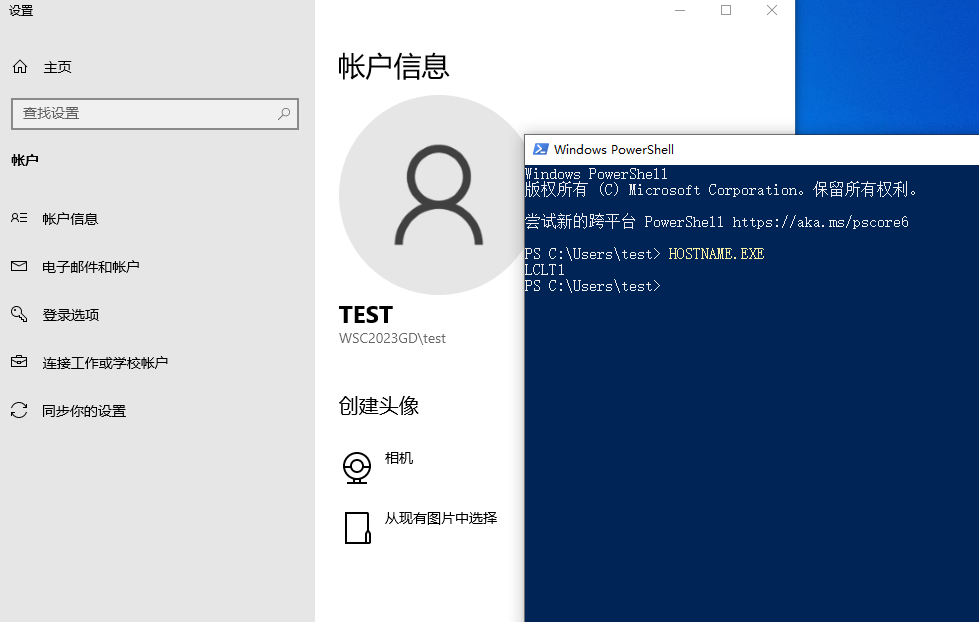 设置
主页
查找设置
帐户
帐户信息
电子邮件和帐户
登录选项
连接工作或学校帐户
同步你的设置
帐户信息
TEST
WSC2023GD\test
创建头像
相机
从现有图片中选择
Windows PowerShell
Windows PowerShell
版权所有 (C) Microsoft Corporation。保留所有权利。
尝试新的跨平台 PowerShell https://aka.ms/pscore6
PS C:\Users\test> HOSTNAME.EXE
LCLT1
PS C:\Users\test>